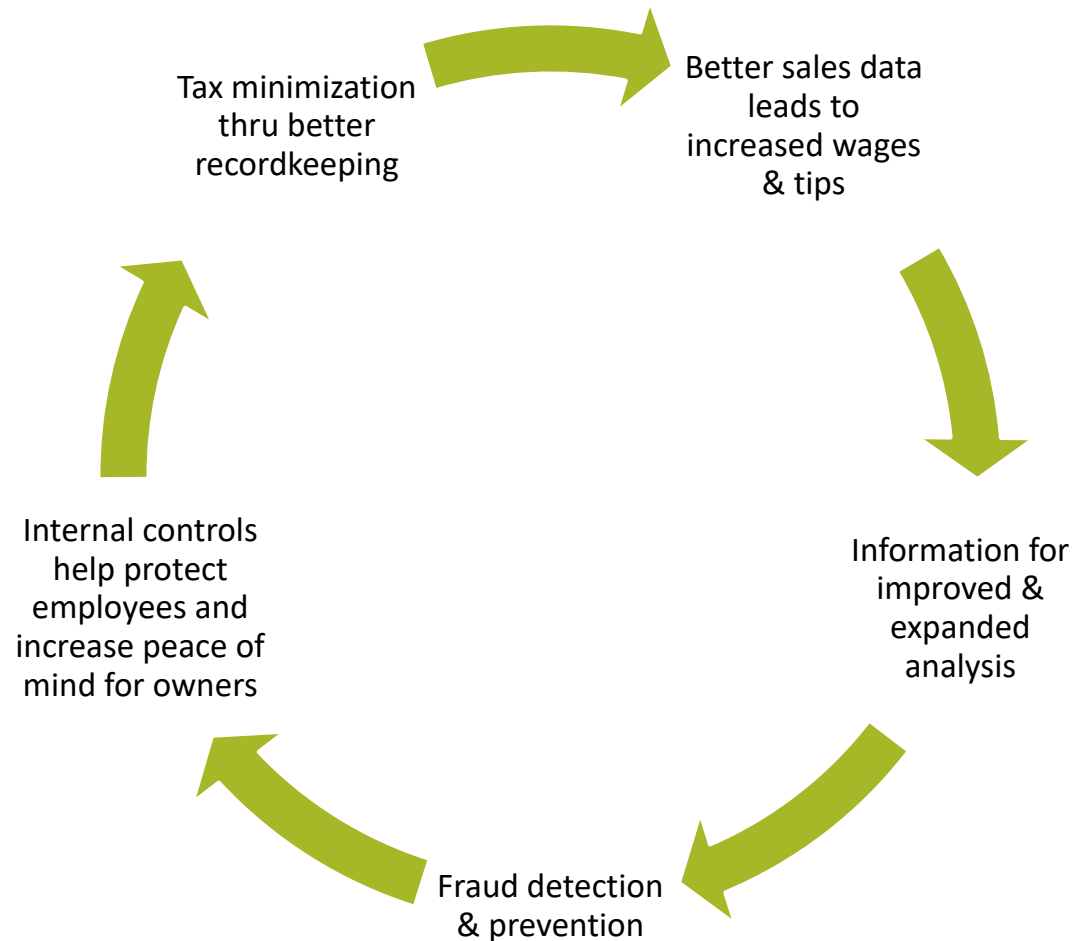 Tax minimization
thru better
recordkeeping
Better sales data
leads to
increased wages
& tips
Information for
improved &
expanded
analysis
Fraud detection
& prevention
Internal controls
help protect
employees and
increase peace of
mind for owners